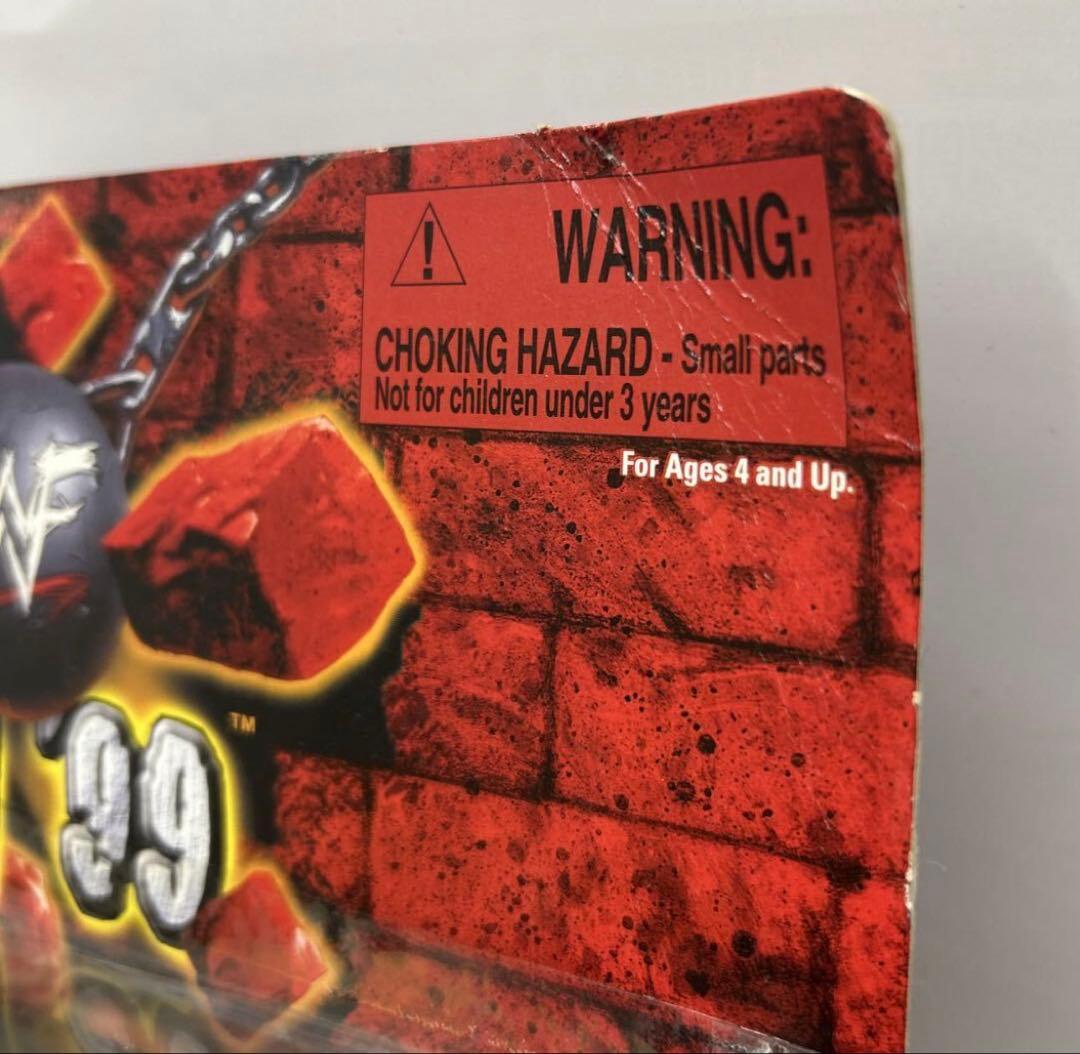 WARNING:
CHOKING HAZARD - Small parts
Not for children under 3 years
For Ages 4 and Up.
WF
'99 TM